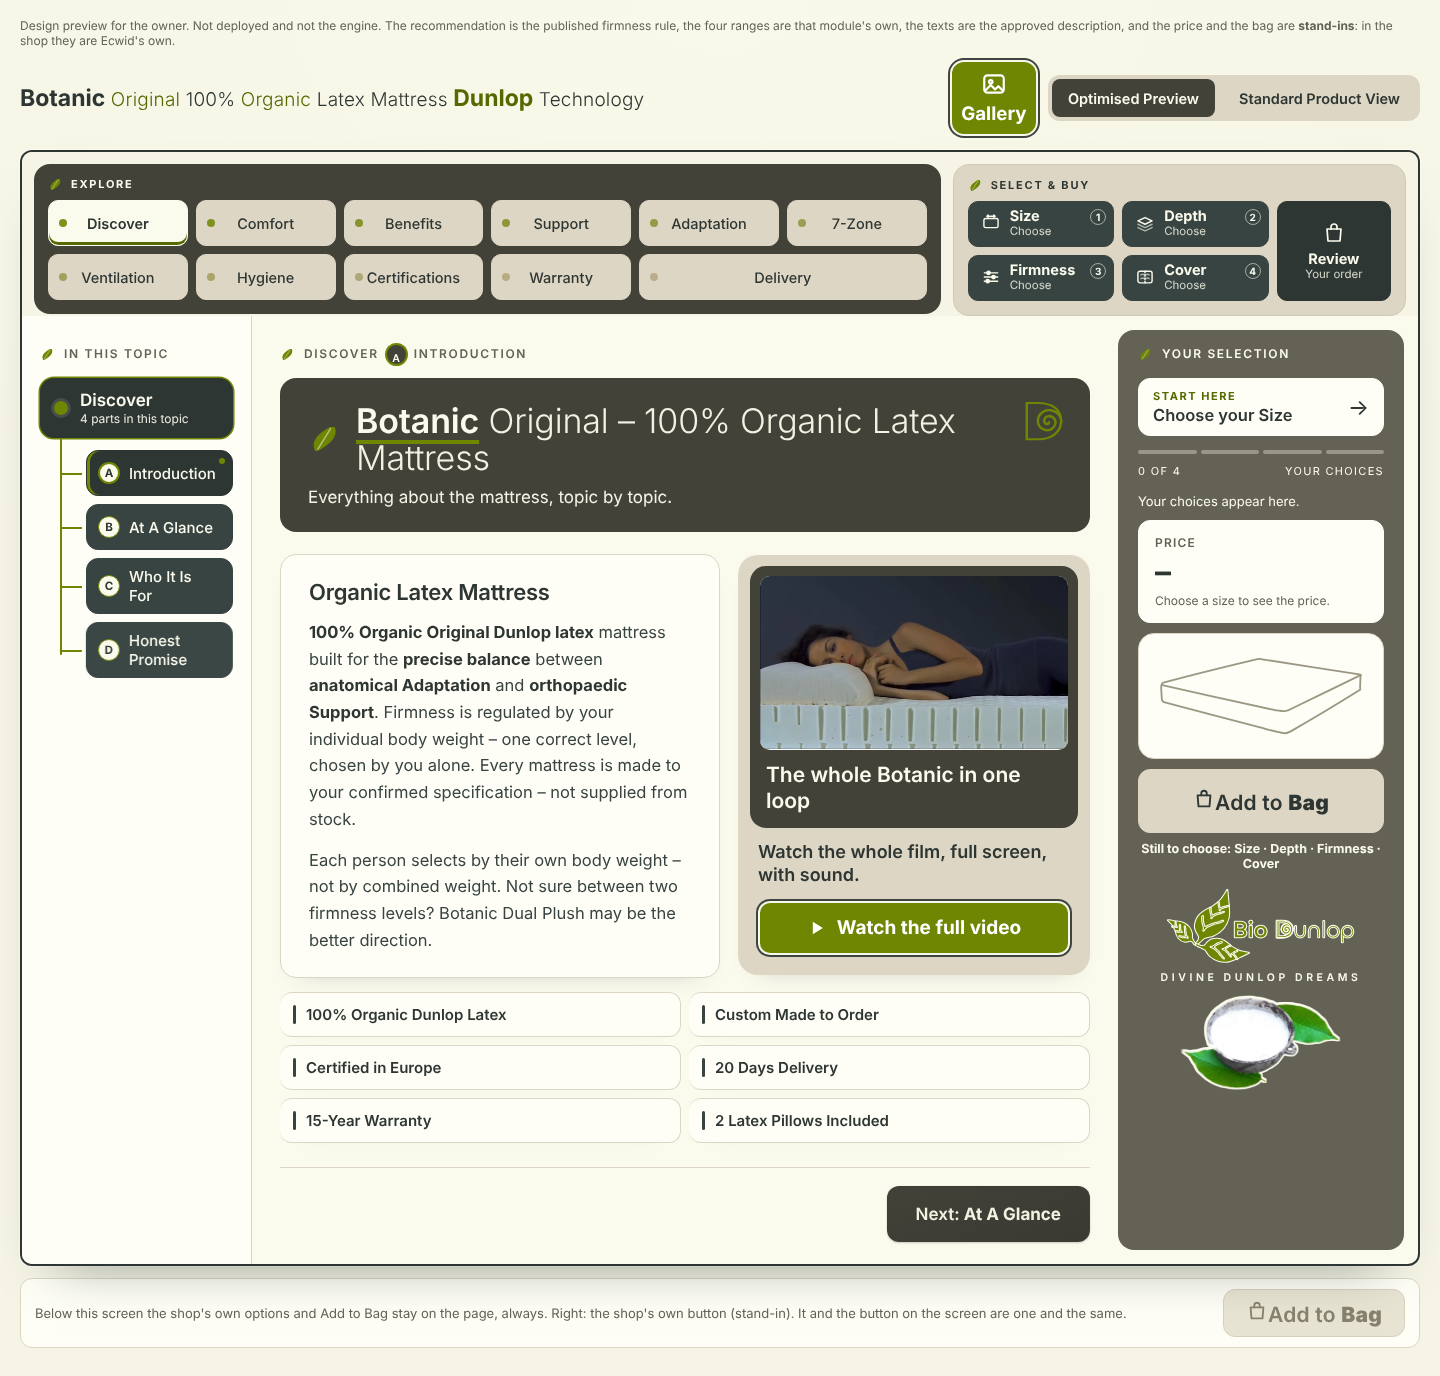 Design preview for the owner. Not deployed and not the engine. The recommendation is the published firmness rule, the four ranges are that module's own, the texts are the approved description, and the price and the bag are stand-ins: in the
shop they are Ecwid's own.
Botanic Original 100% Organic Latex Mattress Dunlop Technology
Gallery
Optimised Preview
Standard Product View
EXPLORE
Discover
Comfort
Benefits
Support
Adaptation
7-Zone
Ventilation
Hygiene
Certifications
Warranty
Delivery
SELECT & BUY
Size
Choose
1
Depth
Choose
2
Firmness
Choose
3
Cover
Choose
4
Review
Your order
IN THIS TOPIC
Discover
4 parts in this topic
A Introduction
B At A Glance
C Who It Is
For
D Honest
Promise
DISCOVER A INTRODUCTION
Botanic Original – 100% Organic Latex
Mattress
Everything about the mattress, topic by topic.
Organic Latex Mattress
100% Organic Original Dunlop latex mattress
built for the precise balance between
anatomical Adaptation and orthopaedic
Support. Firmness is regulated by your
individual body weight – one correct level,
chosen by you alone. Every mattress is made to
your confirmed specification – not supplied from
stock.
Each person selects by their own body weight –
not by combined weight. Not sure between two
firmness levels? Botanic Dual Plush may be the
better direction.
The whole Botanic in one
loop
Watch the whole film, full screen,
with sound.
Watch the full video
100% Organic Dunlop Latex
Custom Made to Order
Certified in Europe
20 Days Delivery
15-Year Warranty
2 Latex Pillows Included
Next: At A Glance
YOUR SELECTION
START HERE
Choose your Size
0 OF 4
YOUR CHOICES
Your choices appear here.
PRICE
–
Choose a size to see the price.
Add to Bag
Still to choose: Size · Depth · Firmness ·
Cover
Bio Dunlop
DIVINE DUNLOP DREAMS
Below this screen the shop's own options and Add to Bag stay on the page, always. Right: the shop's own button (stand-in). It and the button on the screen are one and the same.
Add to Bag